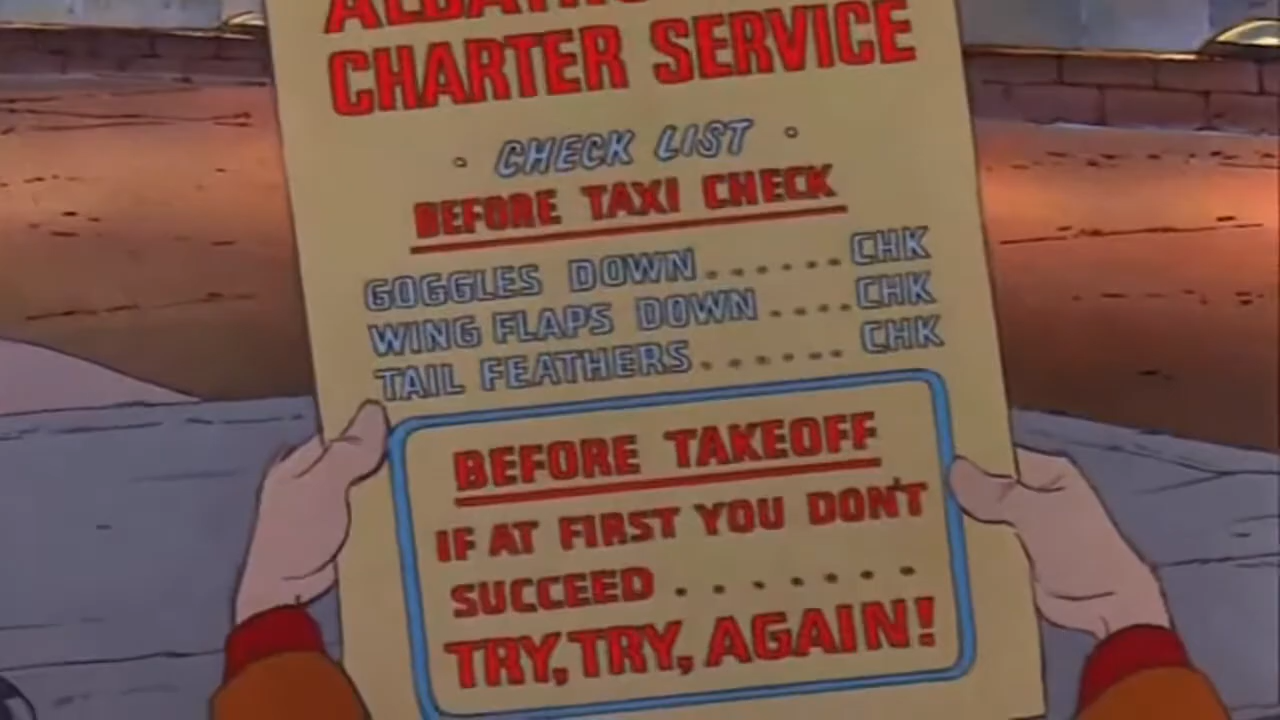 CHARTER SERVICE
• CHECK LIST •
BEFORE TAXI CHECK
GOGGLES DOWN...... CHK
WING FLAPS DOWN .... CHK
TAIL FEATHERS...... CHK
BEFORE TAKEOFF
IF AT FIRST YOU DON'T
SUCCEED .......
TRY, TRY, AGAIN!